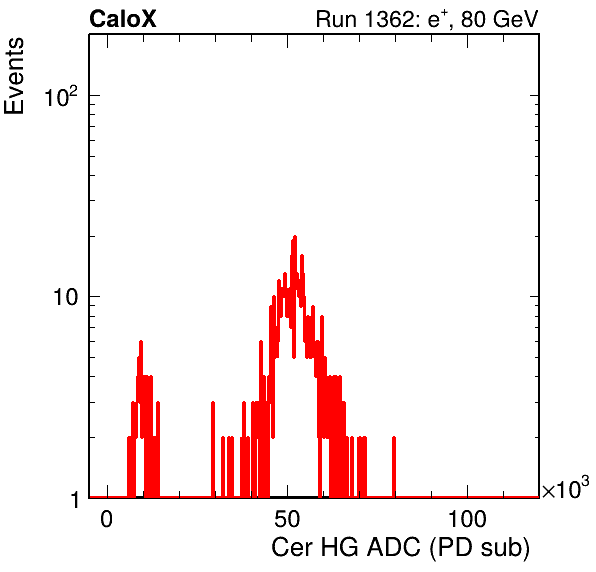 CaloX Run 1362: e⁺, 80 GeV
Events
10²
10
1
0 50 100 ×10³
Cer HG ADC (PD sub)